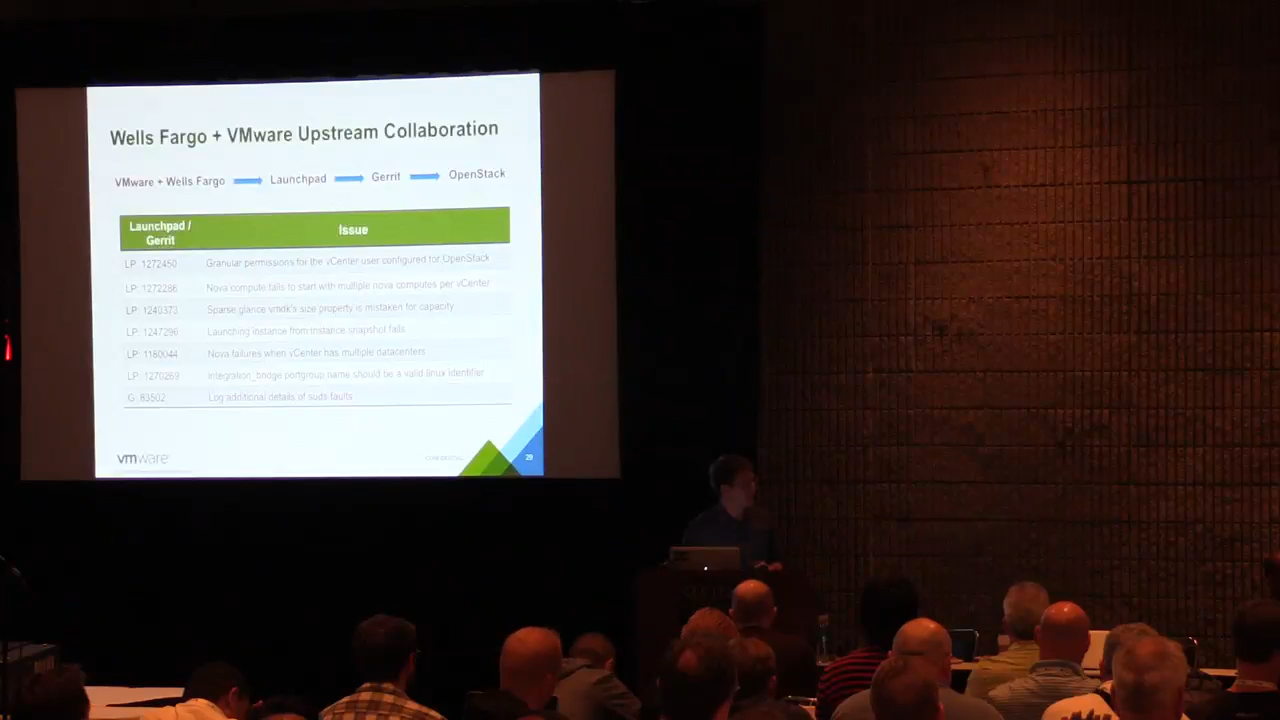 Wells Fargo + VMware Upstream Collaboration
VMware + Wells Fargo Launchpad Gerrit OpenStack
Launchpad / Gerrit Issue
LP: 1272450 Granular permissions for the vCenter user configured for OpenStack
LP: 1272286 Nova compute fails to start with multiple nova computes per vCenter
LP: 1240373 Sparse glance vmdk's size property is mistaken for capacity
LP: 1247296 Launching instance from instance snapshot fails
LP: 1180044 Nova failures when vCenter has multiple datacenters
LP: 1270269 integration_bridge portgroup name should be a valid linux identifier
G: 83502 Log additional details of suds faults
vmware
CONFIDENTIAL
29